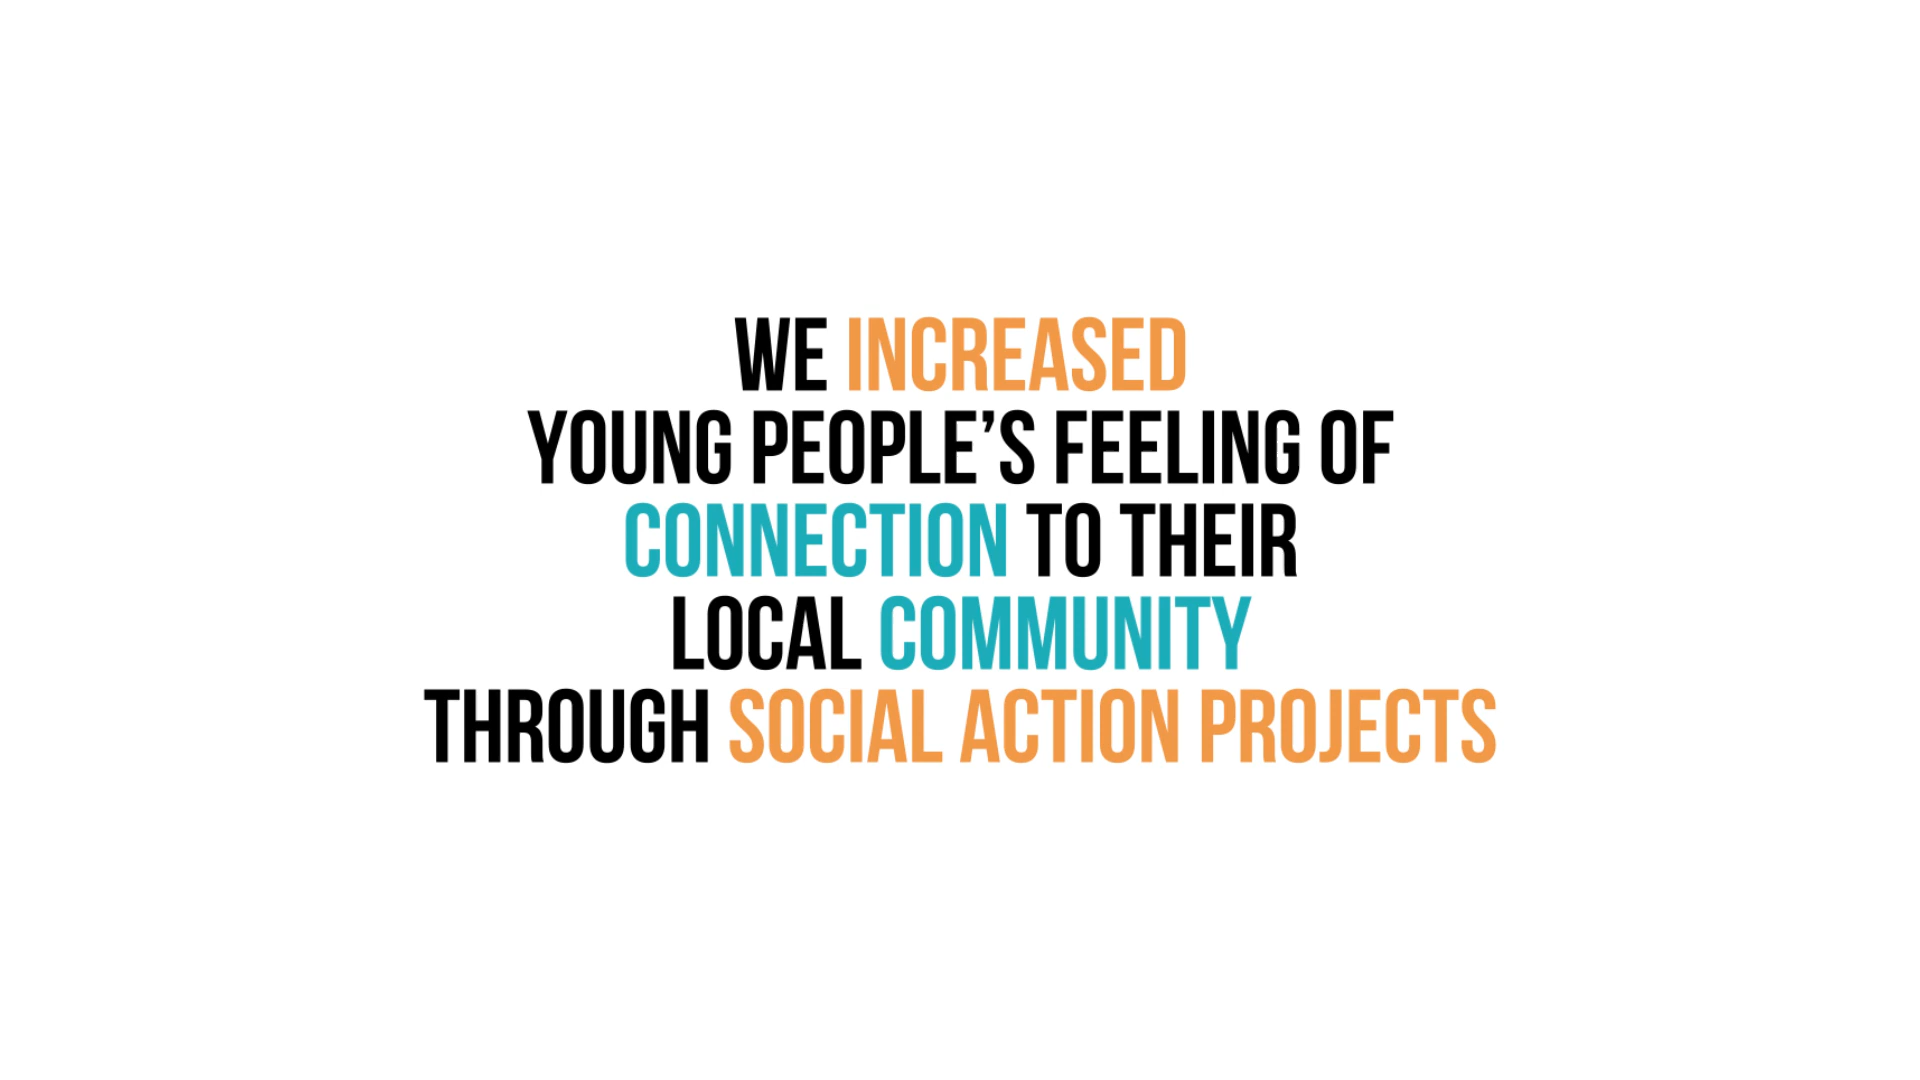 WE INCREASED
YOUNG PEOPLE’S FEELING OF
CONNECTION TO THEIR
LOCAL COMMUNITY
THROUGH SOCIAL ACTION PROJECTS